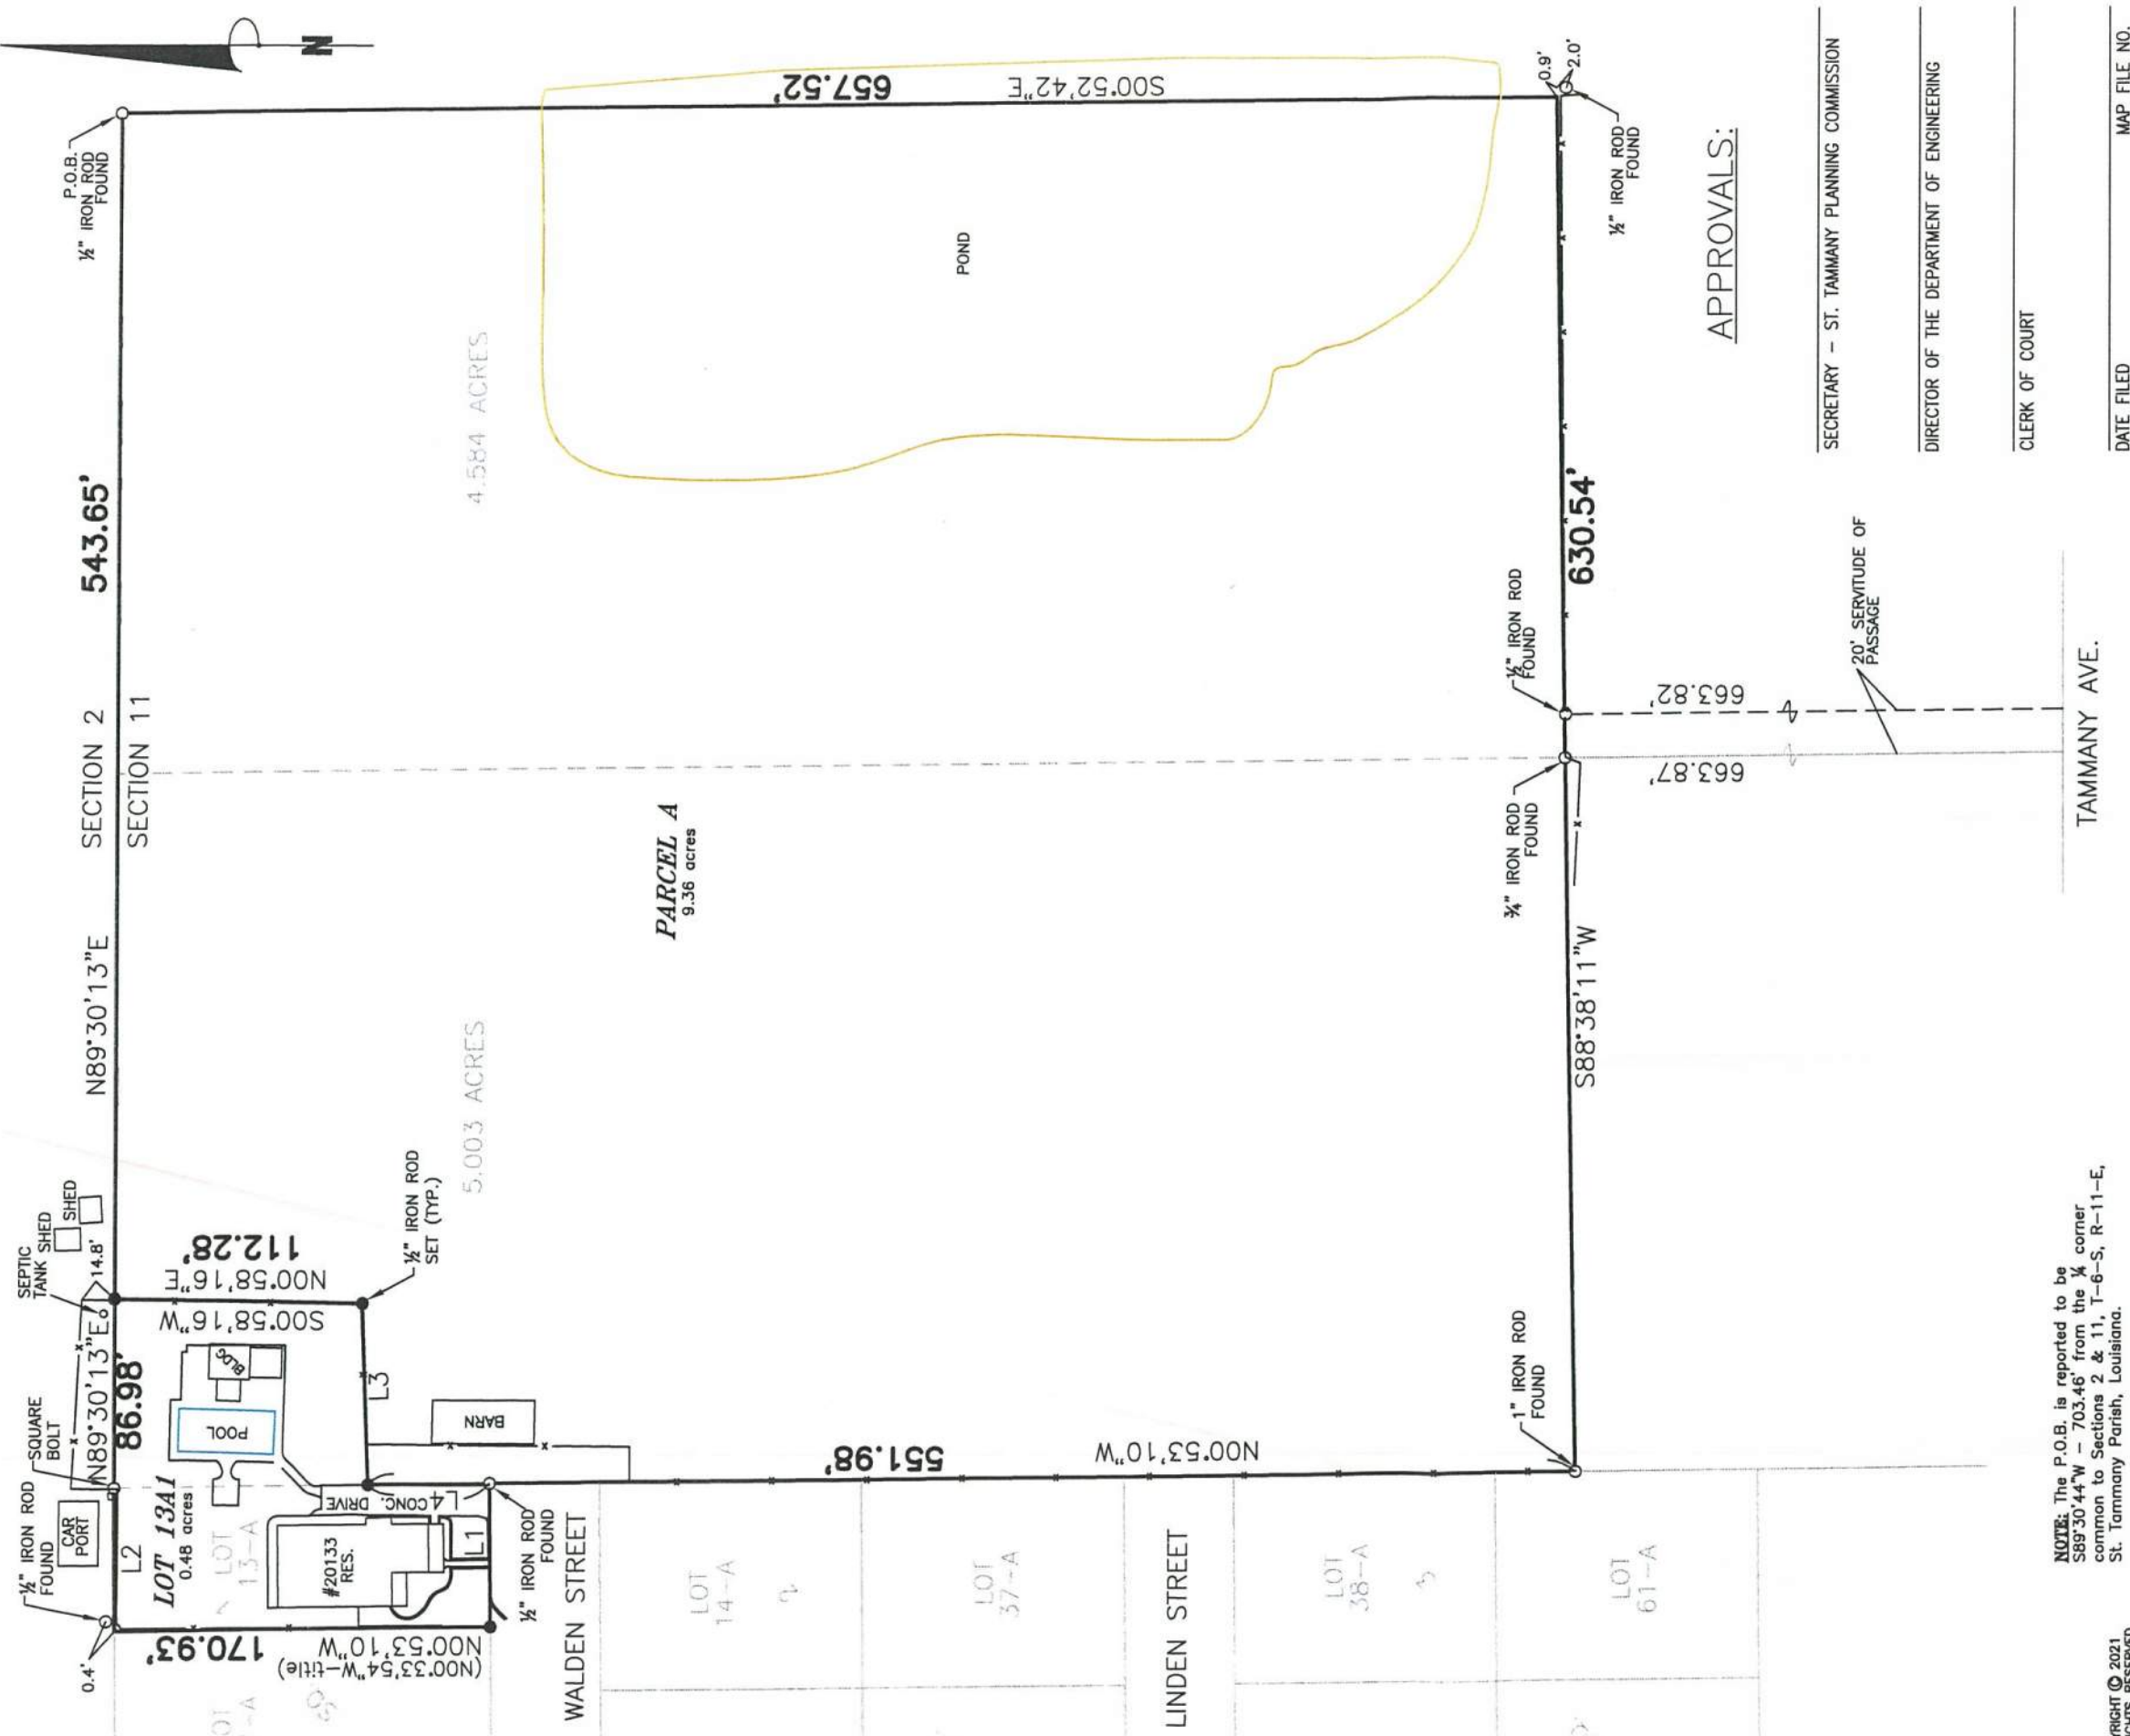 N
P.O.B.
½" IRON ROD
FOUND
543.65'
SECTION 2
SECTION 11
N89°30'13"E
657.52'
S00°52'42"E
POND
4.584 ACRES
PARCEL A
9.36 acres
5.003 ACRES
SEPTIC
TANK
SHED
SHED
14.8'
112.28'
N00°58'16"E
S00°58'16"W
½" IRON ROD
SET (TYP.)
SQUARE
BOLT
N89°30'13"E
86.98'
½" IRON ROD
FOUND
CAR
PORT
0.4'
L2
LOT 13A1
0.48 acres
LOT
13-A
POOL
BLDG
L3
BARN
CONC. DRIVE
L4
L1
#20133
RES.
170.93'
N00°53'10"W
(N00°33'54"W-title)
½" IRON ROD
FOUND
WALDEN STREET
551.98'
N00°53'10"W
LOT
14-A
2
LOT
37-A
LINDEN STREET
LOT
38-A
3
LOT
61-A
1" IRON ROD
FOUND
S88°38'11"W
¾" IRON ROD
FOUND
½" IRON ROD
FOUND
630.54'
0.9'
2.0'
½" IRON ROD
FOUND
663.82'
663.87'
20' SERVITUDE OF
PASSAGE
TAMMANY AVE.
APPROVALS:
SECRETARY – ST. TAMMANY PLANNING COMMISSION
DIRECTOR OF THE DEPARTMENT OF ENGINEERING
CLERK OF COURT
DATE FILED
MAP FILE NO.
NOTE: The P.O.B. is reported to be
S89°30'44"W – 703.46' from the ¼ corner
common to Sections 2 & 11, T-6-S, R-11-E,
St. Tammany Parish, Louisiana.
© 2021
RESERVED